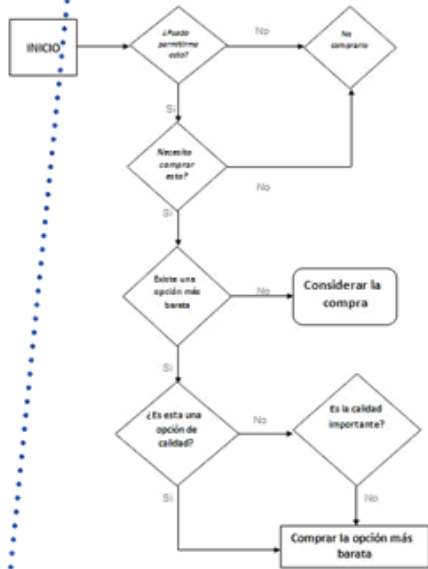 INICIO
¿Puedo
permitirme
esto?
No
No
comprarlo
Si
Necesito
comprar
esto?
No
Si
Existe una
opción más
barata
No
Considerar la
compra
Si
¿Es esta una
opción de
calidad?
No
Es la calidad
importante?
Si
No
Comprar la opción más
barata